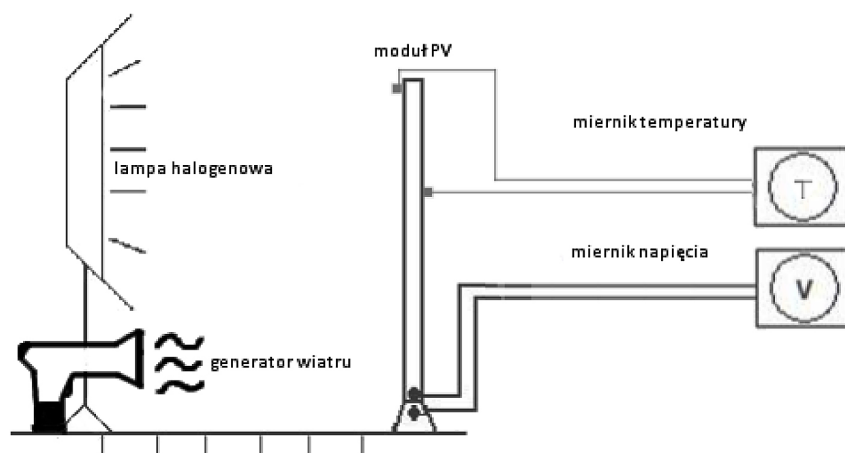 moduł PV
miernik temperatury
lampa halogenowa
T
miernik napięcia
V
generator wiatru